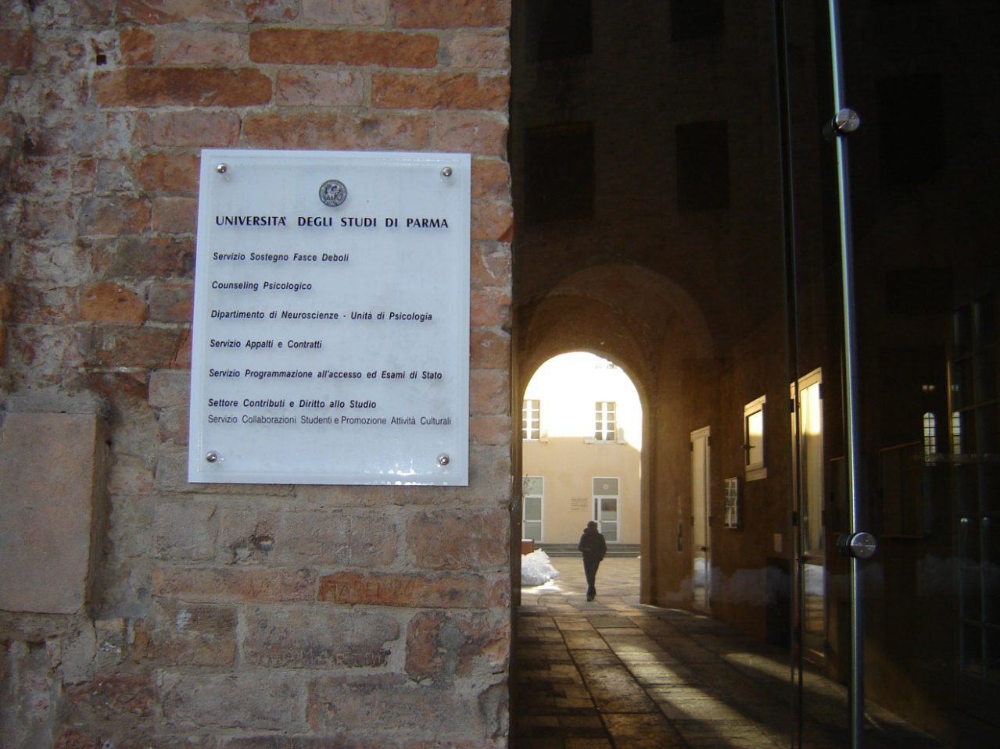 UNIVERSITA' DEGLI STUDI DI PARMA
Servizio Sostegno Fasce Deboli
Counseling Psicologico
Dipartimento di Neuroscienze - Unità di Psicologia
Servizio Appalti e Contratti
Servizio Programmazione all'accesso ed Esami di Stato
Settore Contributi e Diritto allo Studio
Servizio Collaborazioni Studenti e Promozione Attività Culturali